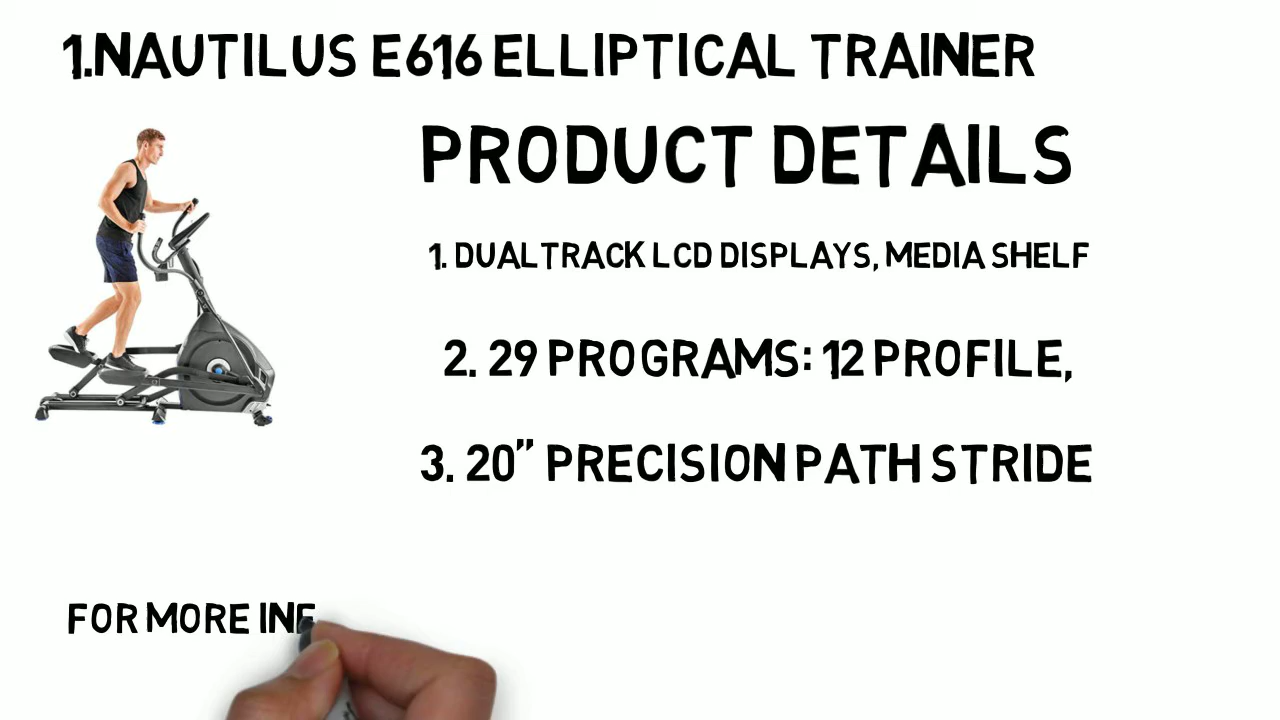 1.NAUTILUS E616 ELLIPTICAL TRAINER
PRODUCT DETAILS
1. DUALTRACK LCD DISPLAYS, MEDIA SHELF
2. 29 PROGRAMS: 12 PROFILE,
3. 20" PRECISION PATH STRIDE
FOR MORE INF